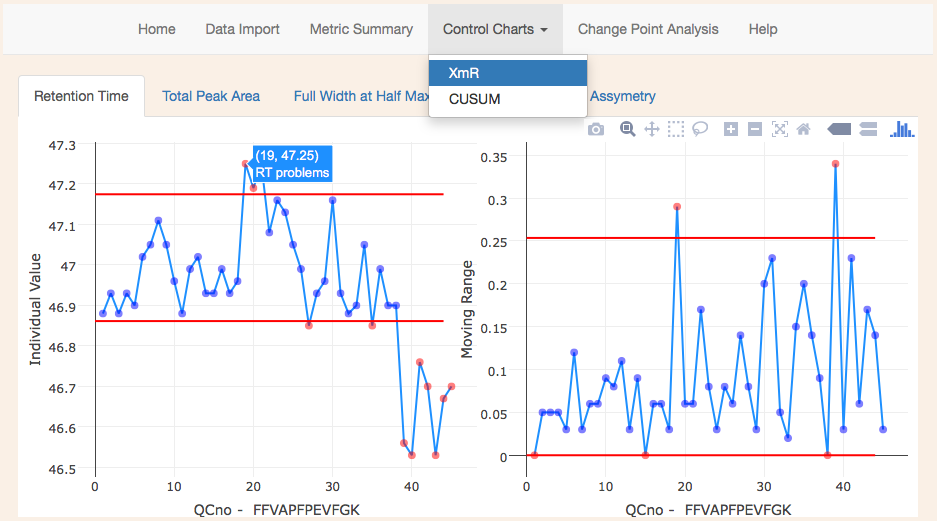 Home Data Import Metric Summary Control Charts Change Point Analysis Help
XmR
CUSUM
Retention Time Total Peak Area Full Width at Half Max Assymetry
47.3
47.2
47.1
47
46.9
46.8
46.7
46.6
46.5
Individual Value
(19, 47.25)
RT problems
0 10 20 30 40
QCno - FFVAPFPEVFGK
0.35
0.3
0.25
0.2
0.15
0.1
0.05
0
Moving Range
0 10 20 30 40
QCno - FFVAPFPEVFGK